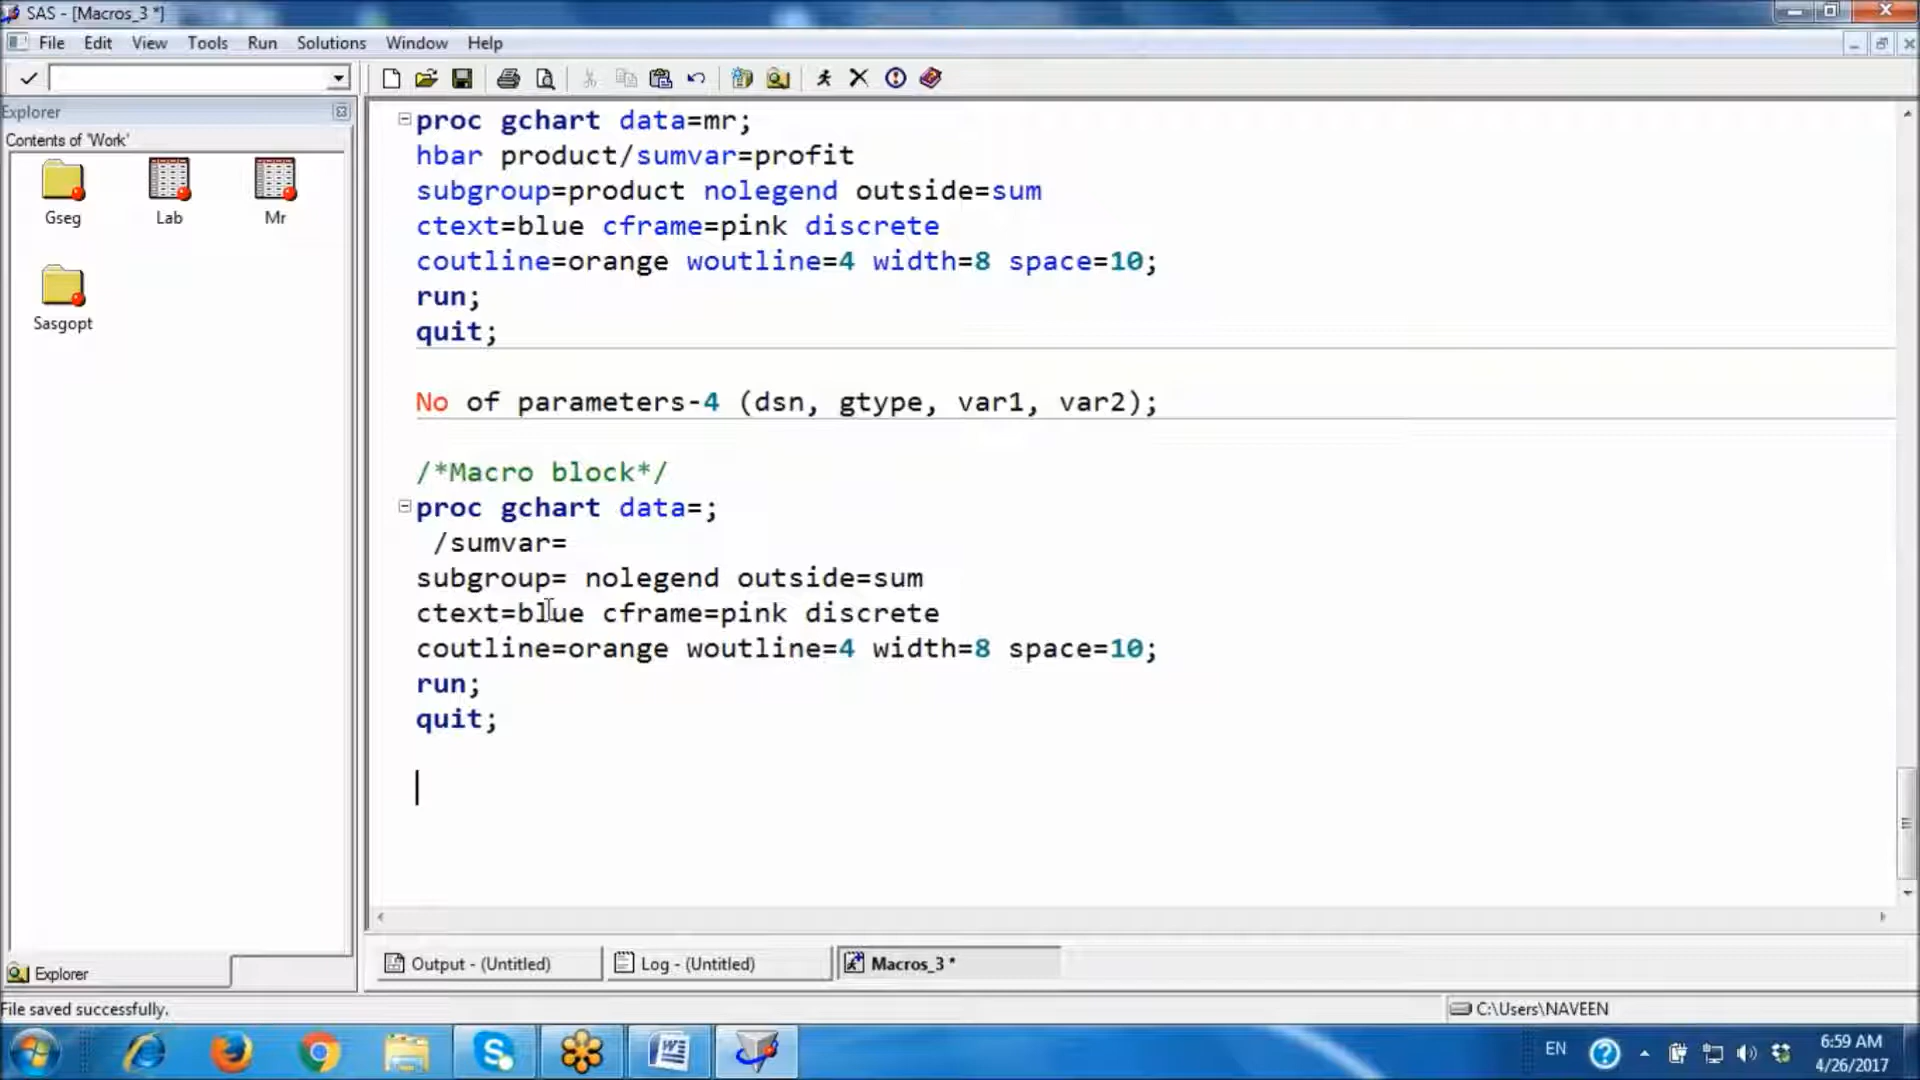 SAS - [Macros_3 *]
File Edit View Tools Run Solutions Window Help
Explorer
Contents of 'Work'
Gseg Lab Mr
Sasgopt
proc gchart data=mr;
hbar product/sumvar=profit
subgroup=product nolegend outside=sum
ctext=blue cframe=pink discrete
coutline=orange woutline=4 width=8 space=10;
run;
quit;
No of parameters-4 (dsn, gtype, var1, var2);
/*Macro block*/
proc gchart data=;
/sumvar=
subgroup= nolegend outside=sum
ctext=blue cframe=pink discrete
coutline=orange woutline=4 width=8 space=10;
run;
quit;
Explorer
Output - (Untitled) Log - (Untitled) Macros_3 *
File saved successfully.
C:\Users\NAVEEN
EN
6:59 AM
4/26/2017